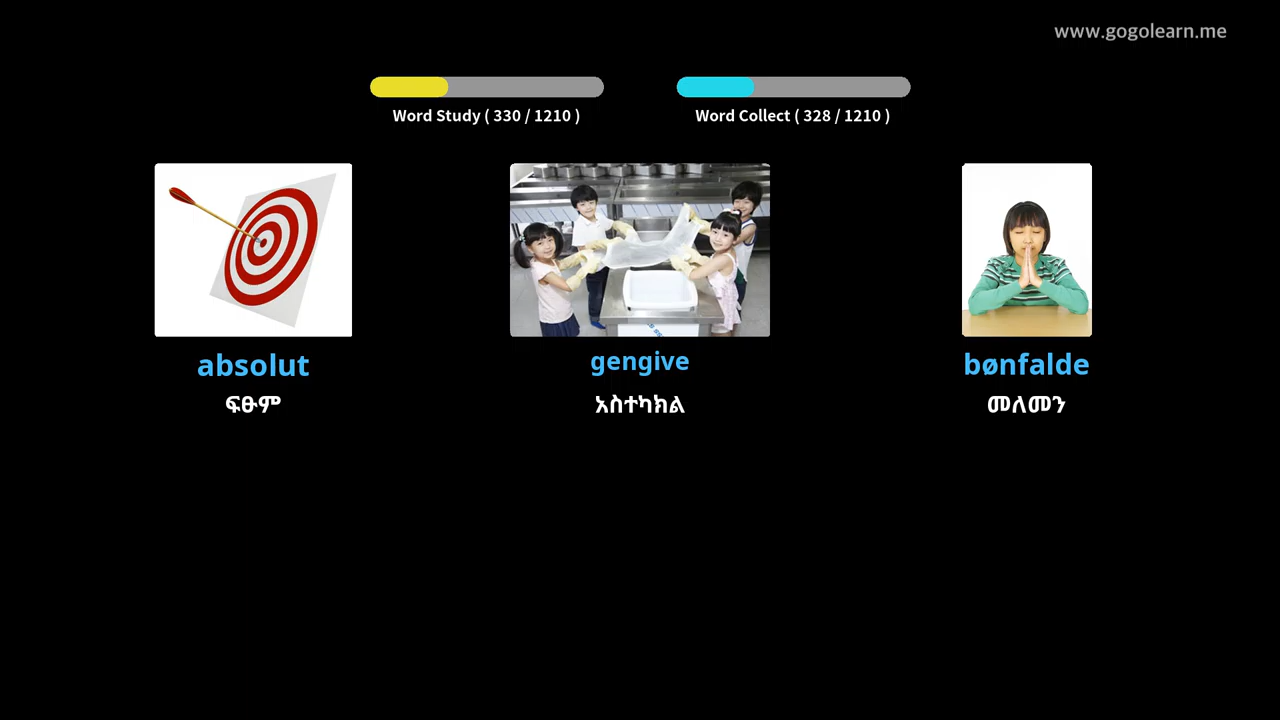 www.gogolearn.me
Word Study ( 330 / 1210 )
Word Collect ( 328 / 1210 )
absolut
gengive
bønfalde
ፍፁም
አስተካክል
መለመን